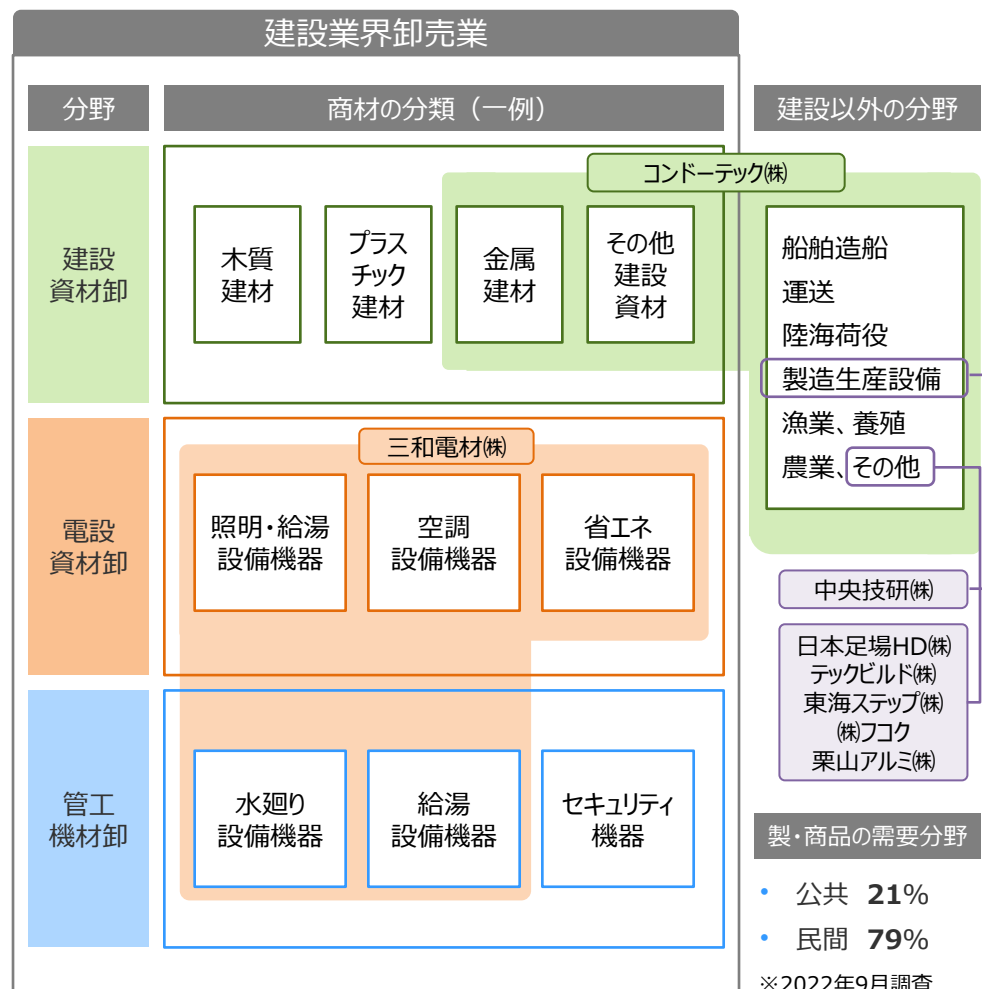 建設業界卸売業
分野
商材の分類（一例）
建設以外の分野
コンドーテック㈱
建設
資材卸
木質
建材
プラス
チック
建材
金属
建材
その他
建設
資材
船舶造船
運送
陸海荷役
製造生産設備
漁業、養殖
農業、その他
三和電材㈱
電設
資材卸
照明・給湯
設備機器
空調
設備機器
省エネ
設備機器
中央技研㈱
日本足場HD㈱
テックビルド㈱
東海ステップ㈱
㈱フコク
栗山アルミ㈱
管工
機材卸
水廻り
設備機器
給湯
設備機器
セキュリティ
機器
製・商品の需要分野
• 公共 21%
• 民間 79%
※2022年9月調査